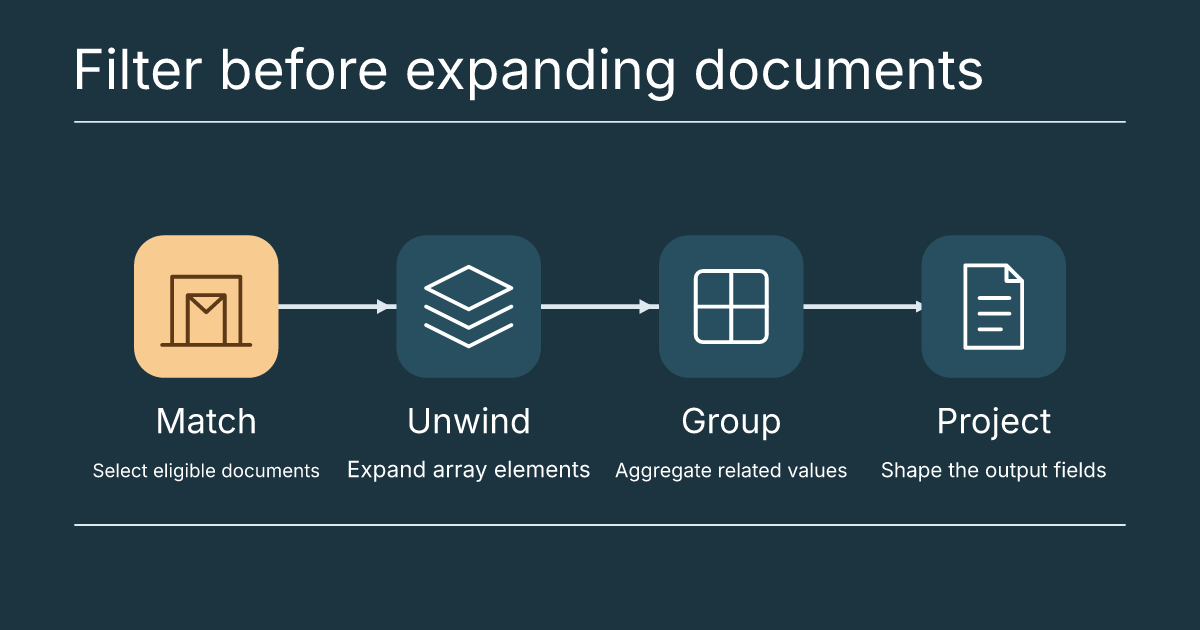 Filter before expanding documents
Match
Unwind
Group
Project
Select eligible documents
Expand array elements
Aggregate related values
Shape the output fields